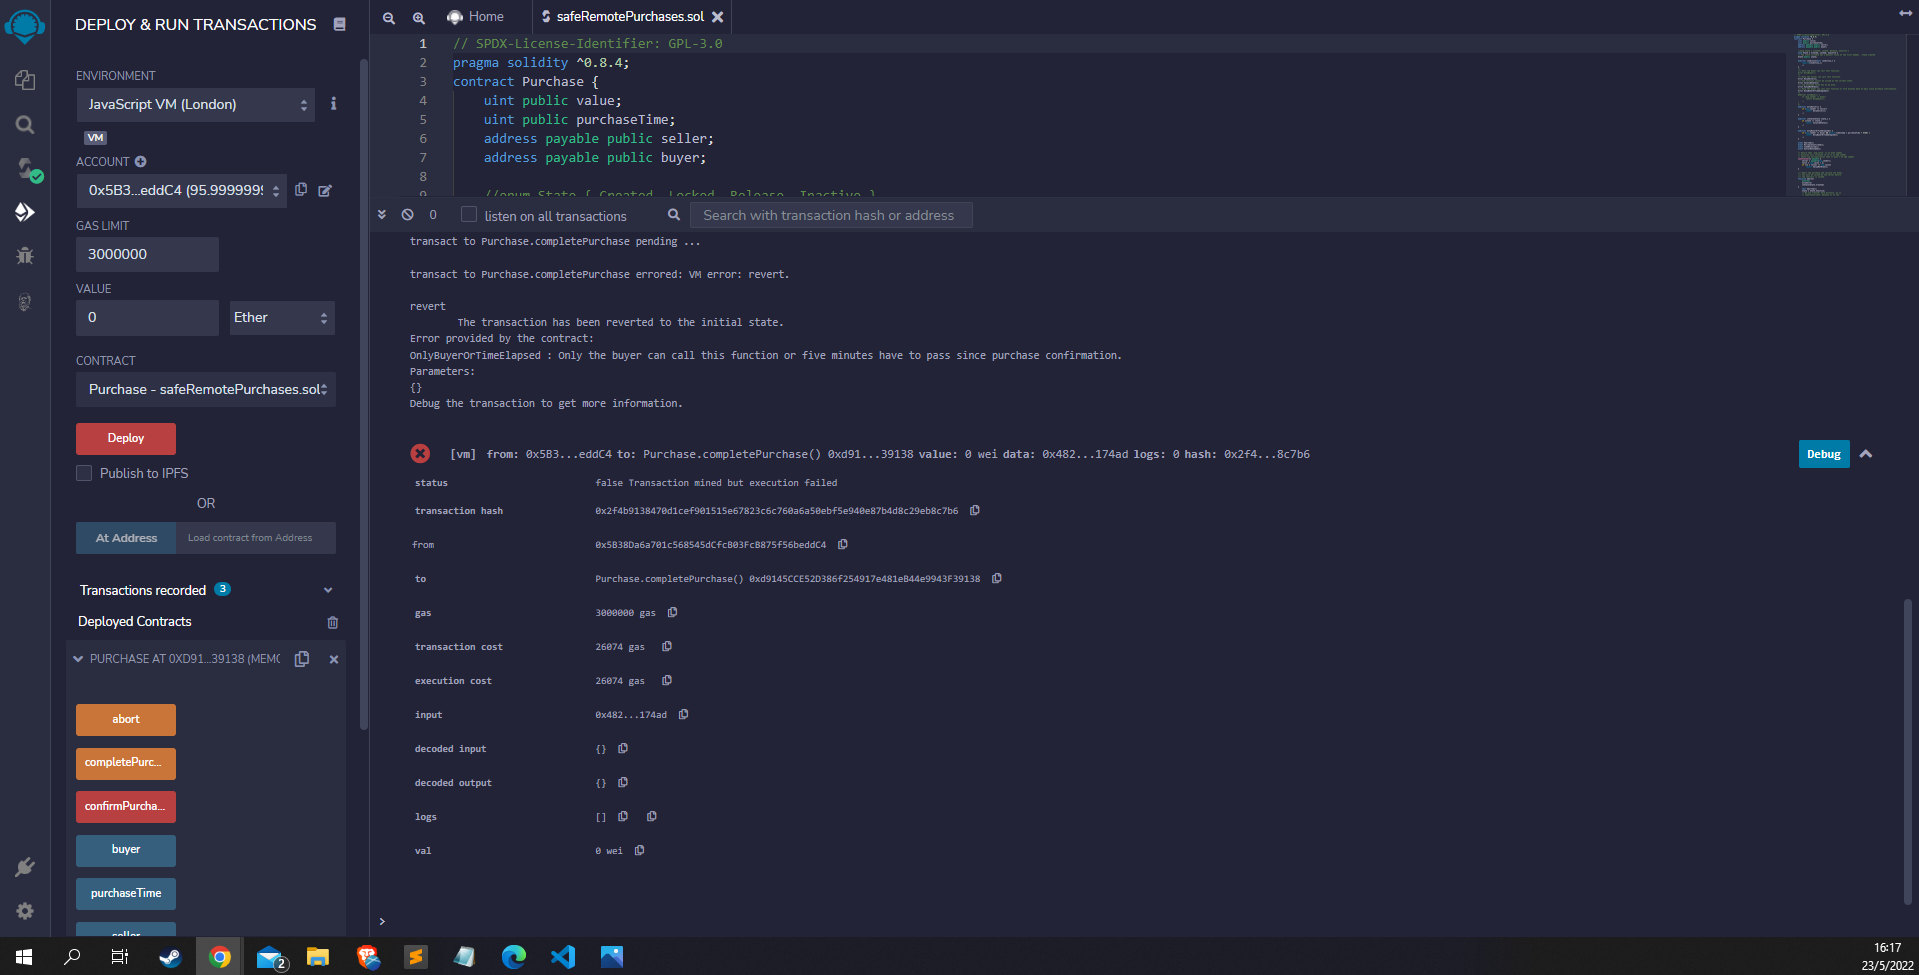 DEPLOY & RUN TRANSACTIONS
ENVIRONMENT
JavaScript VM (London)
VM
ACCOUNT
0x5B3...eddC4 (95.9999999
GAS LIMIT
3000000
VALUE
0
Ether
CONTRACT
Purchase - safeRemotePurchases.sol
Deploy
Publish to IPFS
OR
At Address
Load contract from Address
Transactions recorded 3
Deployed Contracts
PURCHASE AT 0XD91...39138 (MEMO
abort
completePurc...
confirmPurcha...
buyer
purchaseTime
seller
Home
safeRemotePurchases.sol
1 // SPDX-License-Identifier: GPL-3.0
2 pragma solidity ^0.8.4;
3 contract Purchase {
4 uint public value;
5 uint public purchaseTime;
6 address payable public seller;
7 address payable public buyer;
8
9 //enum State { Created, Locked, Release, Inactive }
0
listen on all transactions
Search with transaction hash or address
transact to Purchase.completePurchase pending ...
transact to Purchase.completePurchase errored: VM error: revert.
revert
The transaction has been reverted to the initial state.
Error provided by the contract:
OnlyBuyerOrTimeElapsed : Only the buyer can call this function or five minutes have to pass since purchase confirmation.
Parameters:
{}
Debug the transaction to get more information.
[vm] from: 0x5B3...eddC4 to: Purchase.completePurchase() 0xd91...39138 value: 0 wei data: 0x482...174ad logs: 0 hash: 0x2f4...8c7b6
Debug
status false Transaction mined but execution failed
transaction hash 0x2f4b9138470d1cef901515e67823c6c760a6a50ebf5e940e87b4d8c29eb8c7b6
from 0x5B38Da6a701c568545dCfcB03FcB875f56beddC4
to Purchase.completePurchase() 0xd9145CCE52D386f254917e481eB44e9943F39138
gas 3000000 gas
transaction cost 26074 gas
execution cost 26074 gas
input 0x482...174ad
decoded input {}
decoded output {}
logs []
val 0 wei
>
2
16:17
23/5/2022